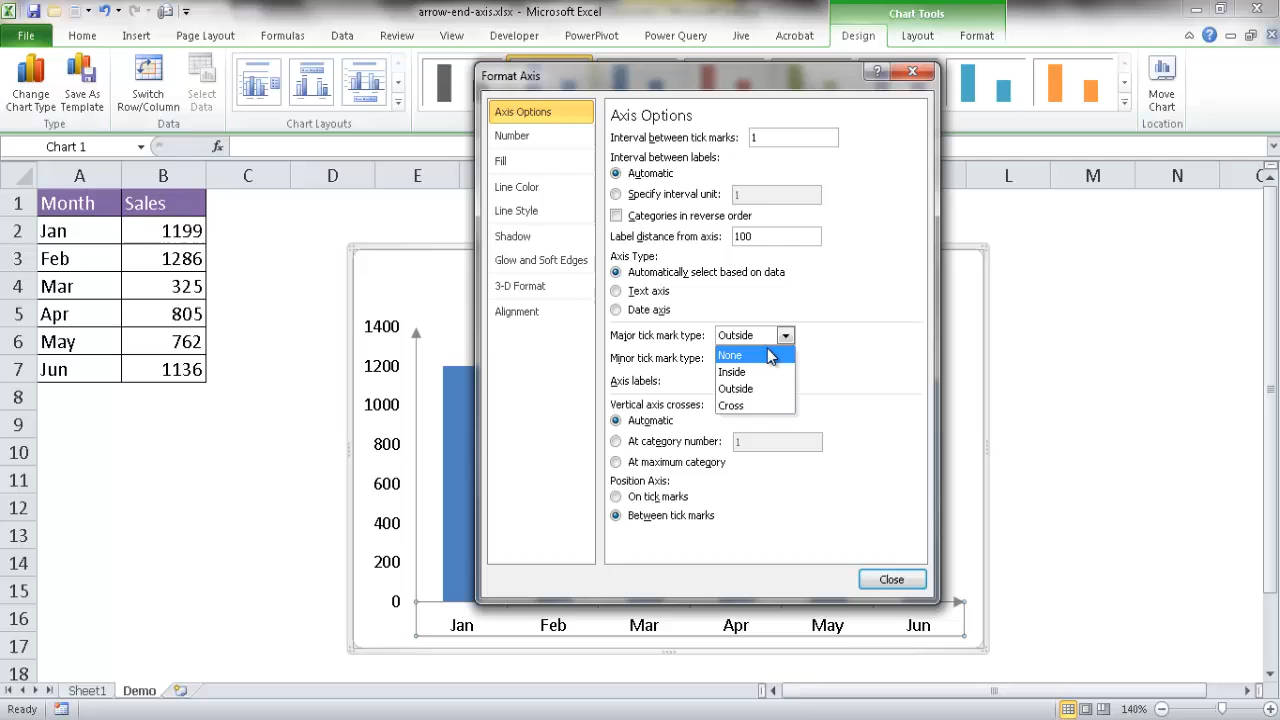 arrow-end-axis.xlsx - Microsoft Excel
Chart Tools
File Home Insert Page Layout Formulas Data Review View Developer PowerPivot Power Query Jive Acrobat Design Layout Format
Change Chart Type
Save As Template
Switch Row/Column
Select Data
Move Chart
Type Data Chart Layouts Location
Chart 1 fx
A B C D E L M N
1 Month Sales
2 Jan 1199
3 Feb 1286
4 Mar 325
5 Apr 805
6 May 762
7 Jun 1136
8
9
10
11
12
13
14
15
16
17
18
1400
1200
1000
800
600
400
200
0
Jan Feb Mar Apr May Jun
Format Axis
Axis Options
Number
Fill
Line Color
Line Style
Shadow
Glow and Soft Edges
3-D Format
Alignment
Axis Options
Interval between tick marks: 1
Interval between labels:
Automatic
Specify interval unit: 1
Categories in reverse order
Label distance from axis: 100
Axis Type:
Automatically select based on data
Text axis
Date axis
Major tick mark type: Outside
None
Inside
Outside
Cross
Minor tick mark type:
Axis labels:
Vertical axis crosses:
Automatic
At category number: 1
At maximum category
Position Axis:
On tick marks
Between tick marks
Close
Sheet1 Demo
Ready 140%